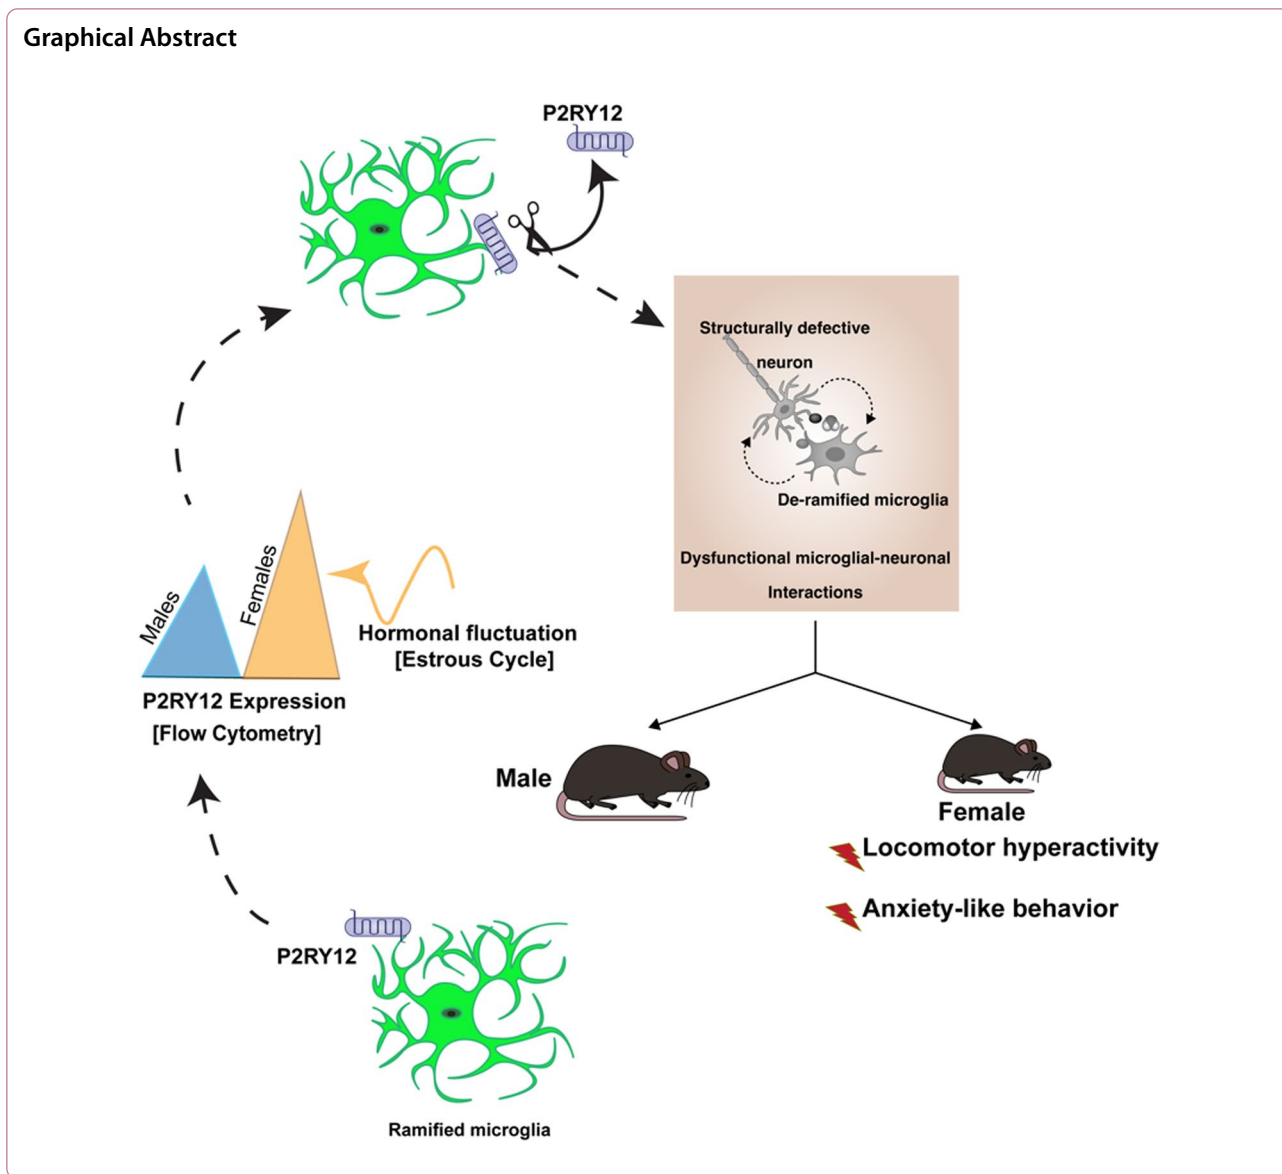 Graphical Abstract
P2RY12
Structurally defective
neuron
De-ramified microglia
Dysfunctional microglial-neuronal
Interactions
Males
Females
Hormonal fluctuation
[Estrous Cycle]
P2RY12 Expression
[Flow Cytometry]
Male
Female
Locomotor hyperactivity
Anxiety-like behavior
P2RY12
Ramified microglia